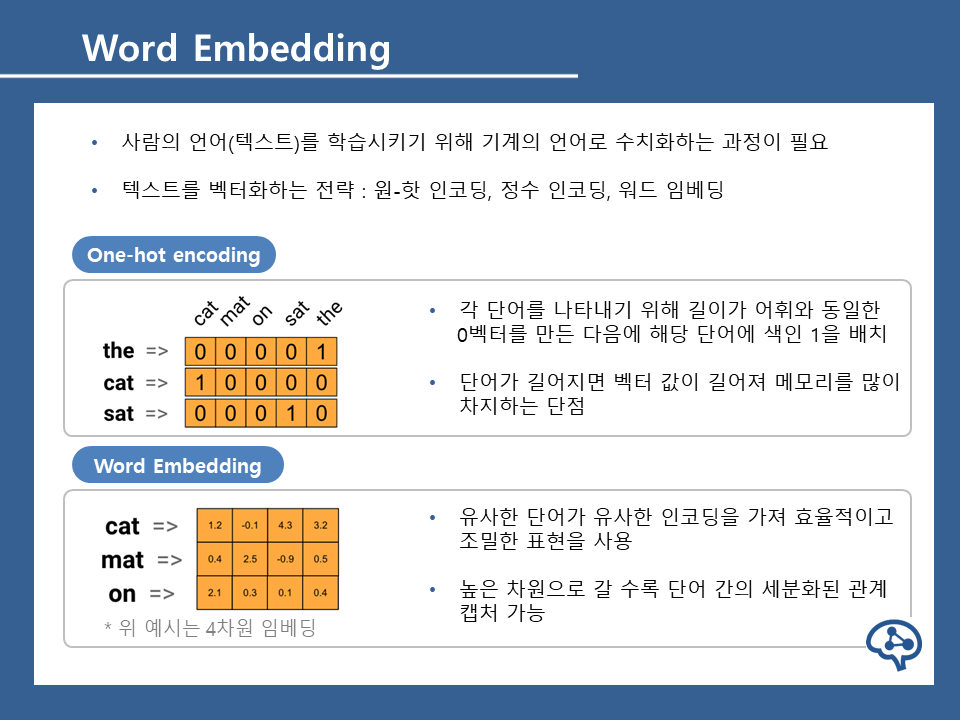 Word Embedding
• 사람의 언어(텍스트)를 학습시키기 위해 기계의 언어로 수치화하는 과정이 필요
• 텍스트를 벡터화하는 전략 : 원-핫 인코딩, 정수 인코딩, 워드 임베딩
One-hot encoding
cat mat on sat the
the => 0 0 0 0 1
cat => 1 0 0 0 0
sat => 0 0 0 1 0
• 각 단어를 나타내기 위해 길이가 어휘와 동일한
0벡터를 만든 다음에 해당 단어에 색인 1을 배치
• 단어가 길어지면 벡터 값이 길어져 메모리를 많이
차지하는 단점
Word Embedding
cat => 1.2 -0.1 4.3 3.2
mat => 0.4 2.5 -0.9 0.5
on => 2.1 0.3 0.1 0.4
* 위 예시는 4차원 임베딩
• 유사한 단어가 유사한 인코딩을 가져 효율적이고
조밀한 표현을 사용
• 높은 차원으로 갈 수록 단어 간의 세분화된 관계
캡처 가능